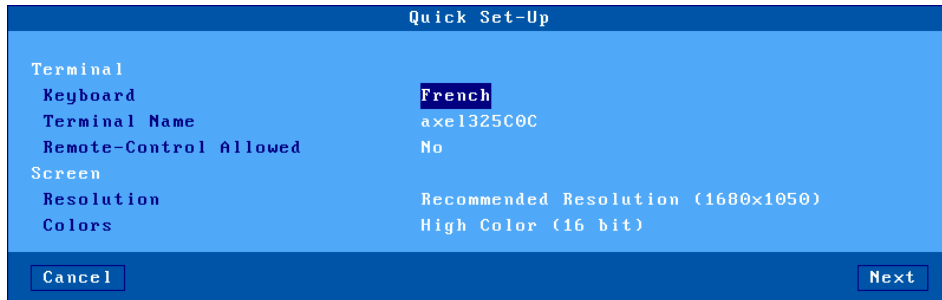 Quick Set-Up
Terminal
Keyboard French
Terminal Name axel325C0C
Remote-Control Allowed No
Screen
Resolution Recommended Resolution (1680x1050)
Colors High Color (16 bit)
Cancel Next